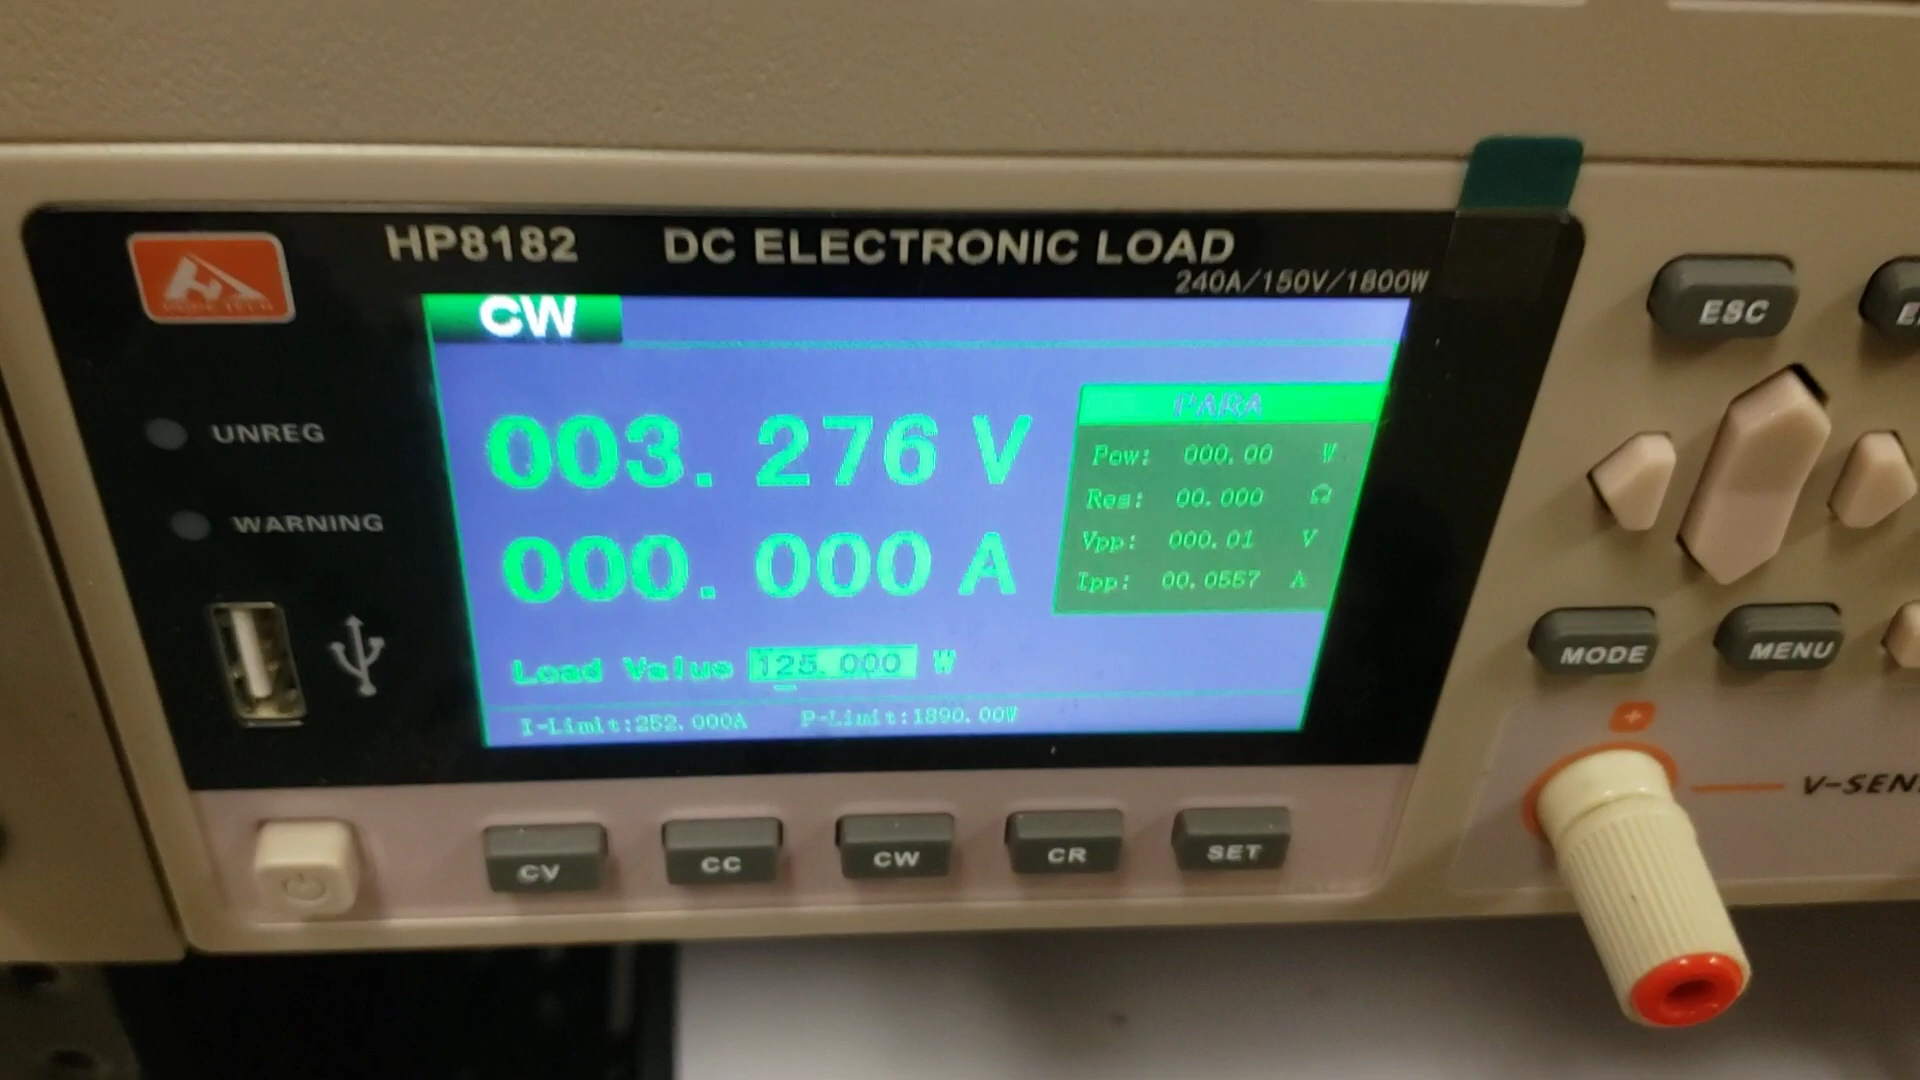 HP8182 DC ELECTRONIC LOAD
240A/150V/1800W
CW
003.276 V
000.000 A
PARA
Pow: 000.00 W
Res: 00.000 Ω
Vpp: 000.01 V
Ipp: 00.0557 A
Load Value 125.000 W
I-Limit:252.000A P-Limit:1890.00W
UNREG
WARNING
ESC
MODE
MENU
+
CV
CC
CW
CR
SET